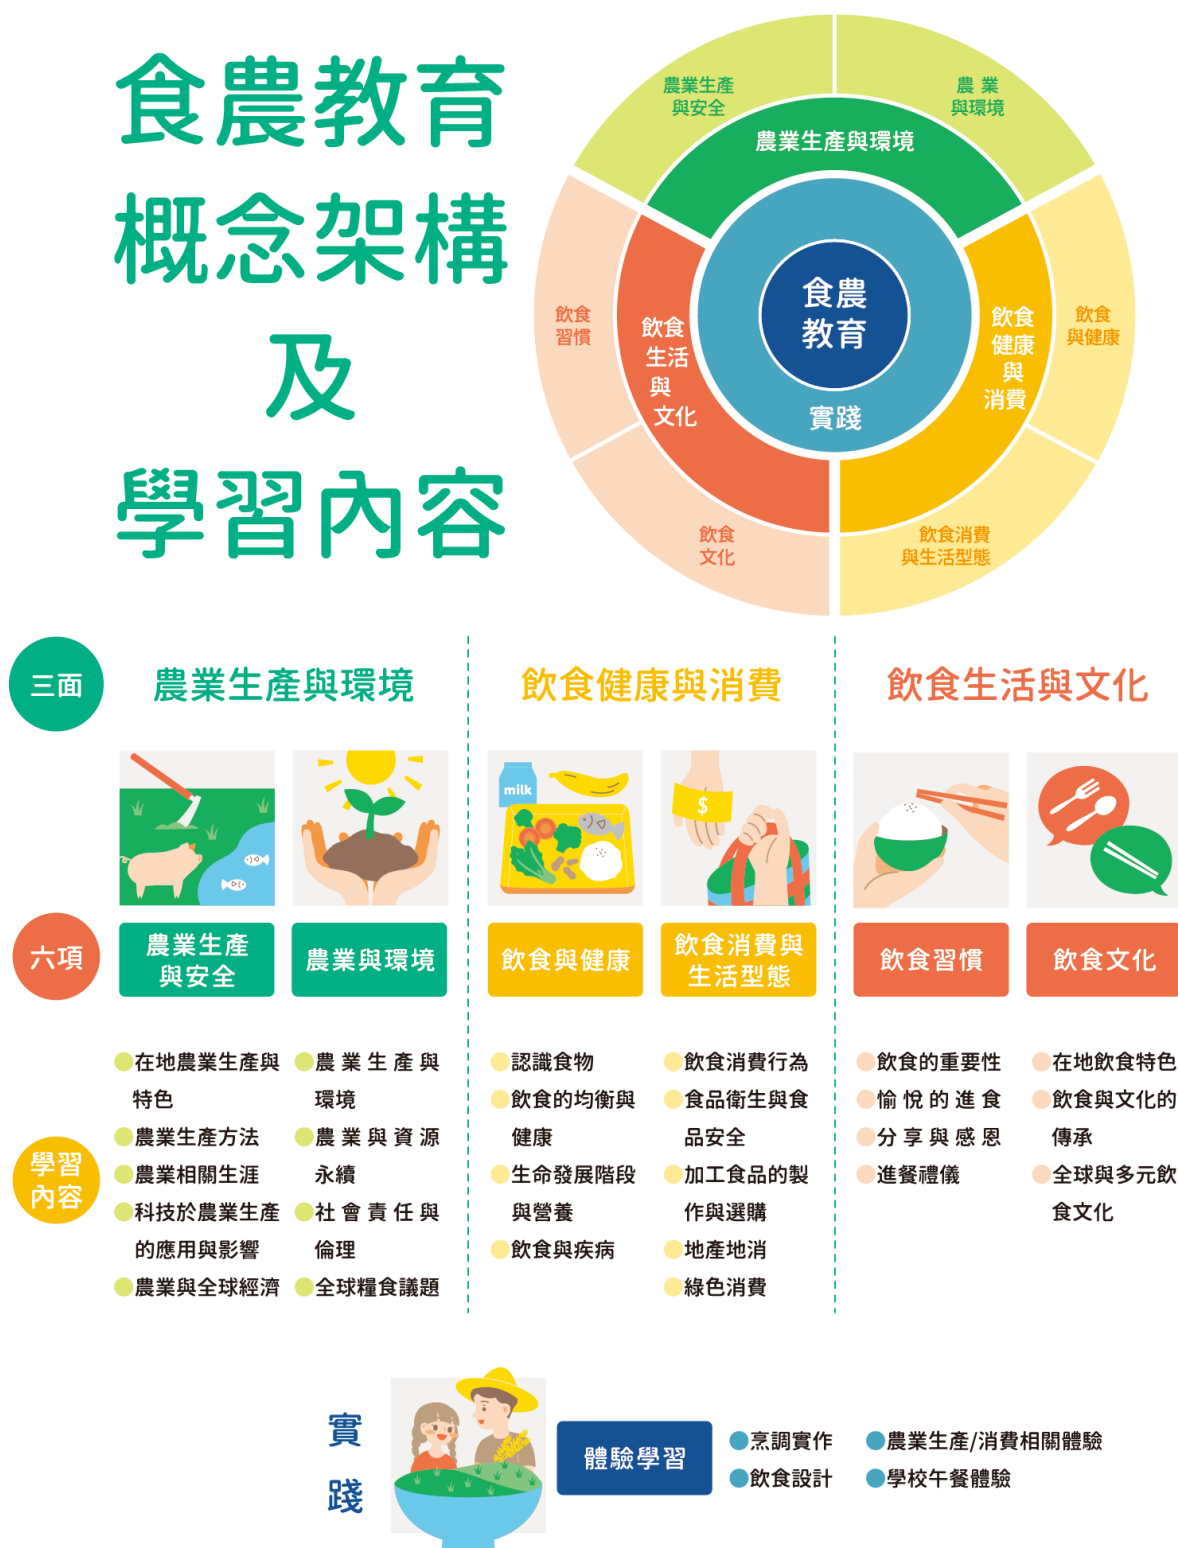 食農教育
概念架構
及
學習內容
農業生產
與安全
農 業
與環境
農業生產與環境
飲食
習慣
飲食
生活
與
文化
食農
教育
實踐
飲食
健康
與
消費
飲食
與健康
飲食
文化
飲食消費
與生活型態
三面
農業生產與環境
飲食健康與消費
飲食生活與文化
milk
$
六項
農業生產
與安全
農業與環境
飲食與健康
飲食消費與
生活型態
飲食習慣
飲食文化
學習
內容
在地農業生產與
特色
農業生產方法
農業相關生涯
科技於農業生產
的應用與影響
農業與全球經濟
農業生產與
環境
農業與資源
永續
社會責任與
倫理
全球糧食議題
認識食物
飲食的均衡與
健康
生命發展階段
與營養
飲食與疾病
飲食消費行為
食品衛生與食
品安全
加工食品的製
作與選購
地產地消
綠色消費
飲食的重要性
愉悅的進食
分享與感恩
進餐禮儀
在地飲食特色
飲食與文化的
傳承
全球與多元飲
食文化
實踐
體驗學習
烹調實作
飲食設計
農業生產/消費相關體驗
學校午餐體驗